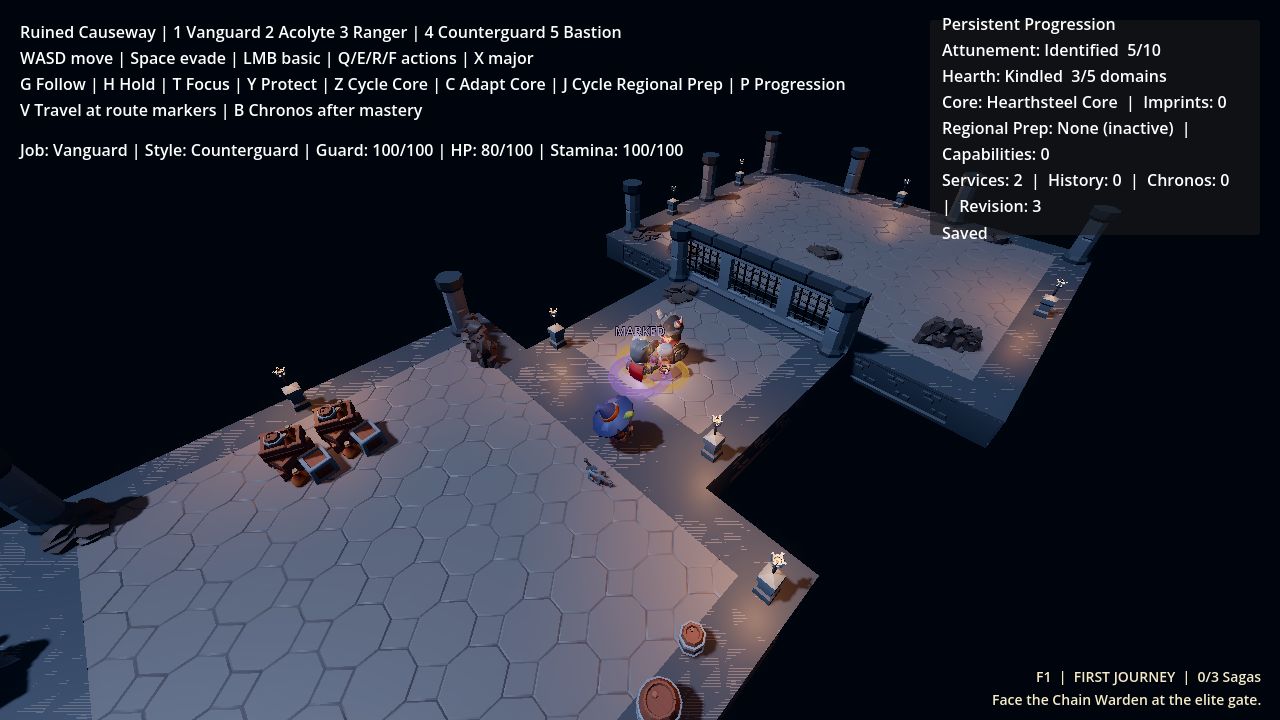 Ruined Causeway | 1 Vanguard 2 Acolyte 3 Ranger | 4 Counterguard 5 Bastion
WASD move | Space evade | LMB basic | Q/E/R/F actions | X major
G Follow | H Hold | T Focus | Y Protect | Z Cycle Core | C Adapt Core | J Cycle Regional Prep | P Progression
V Travel at route markers | B Chronos after mastery
Job: Vanguard | Style: Counterguard | Guard: 100/100 | HP: 80/100 | Stamina: 100/100
Persistent Progression
Attunement: Identified 5/10
Hearth: Kindled 3/5 domains
Core: Hearthsteel Core | Imprints: 0
Regional Prep: None (inactive) |
Capabilities: 0
Services: 2 | History: 0 | Chronos: 0
| Revision: 3
Saved
MARKED
F1 | FIRST JOURNEY | 0/3 Sagas
Face the Chain Warden at the elite gate.